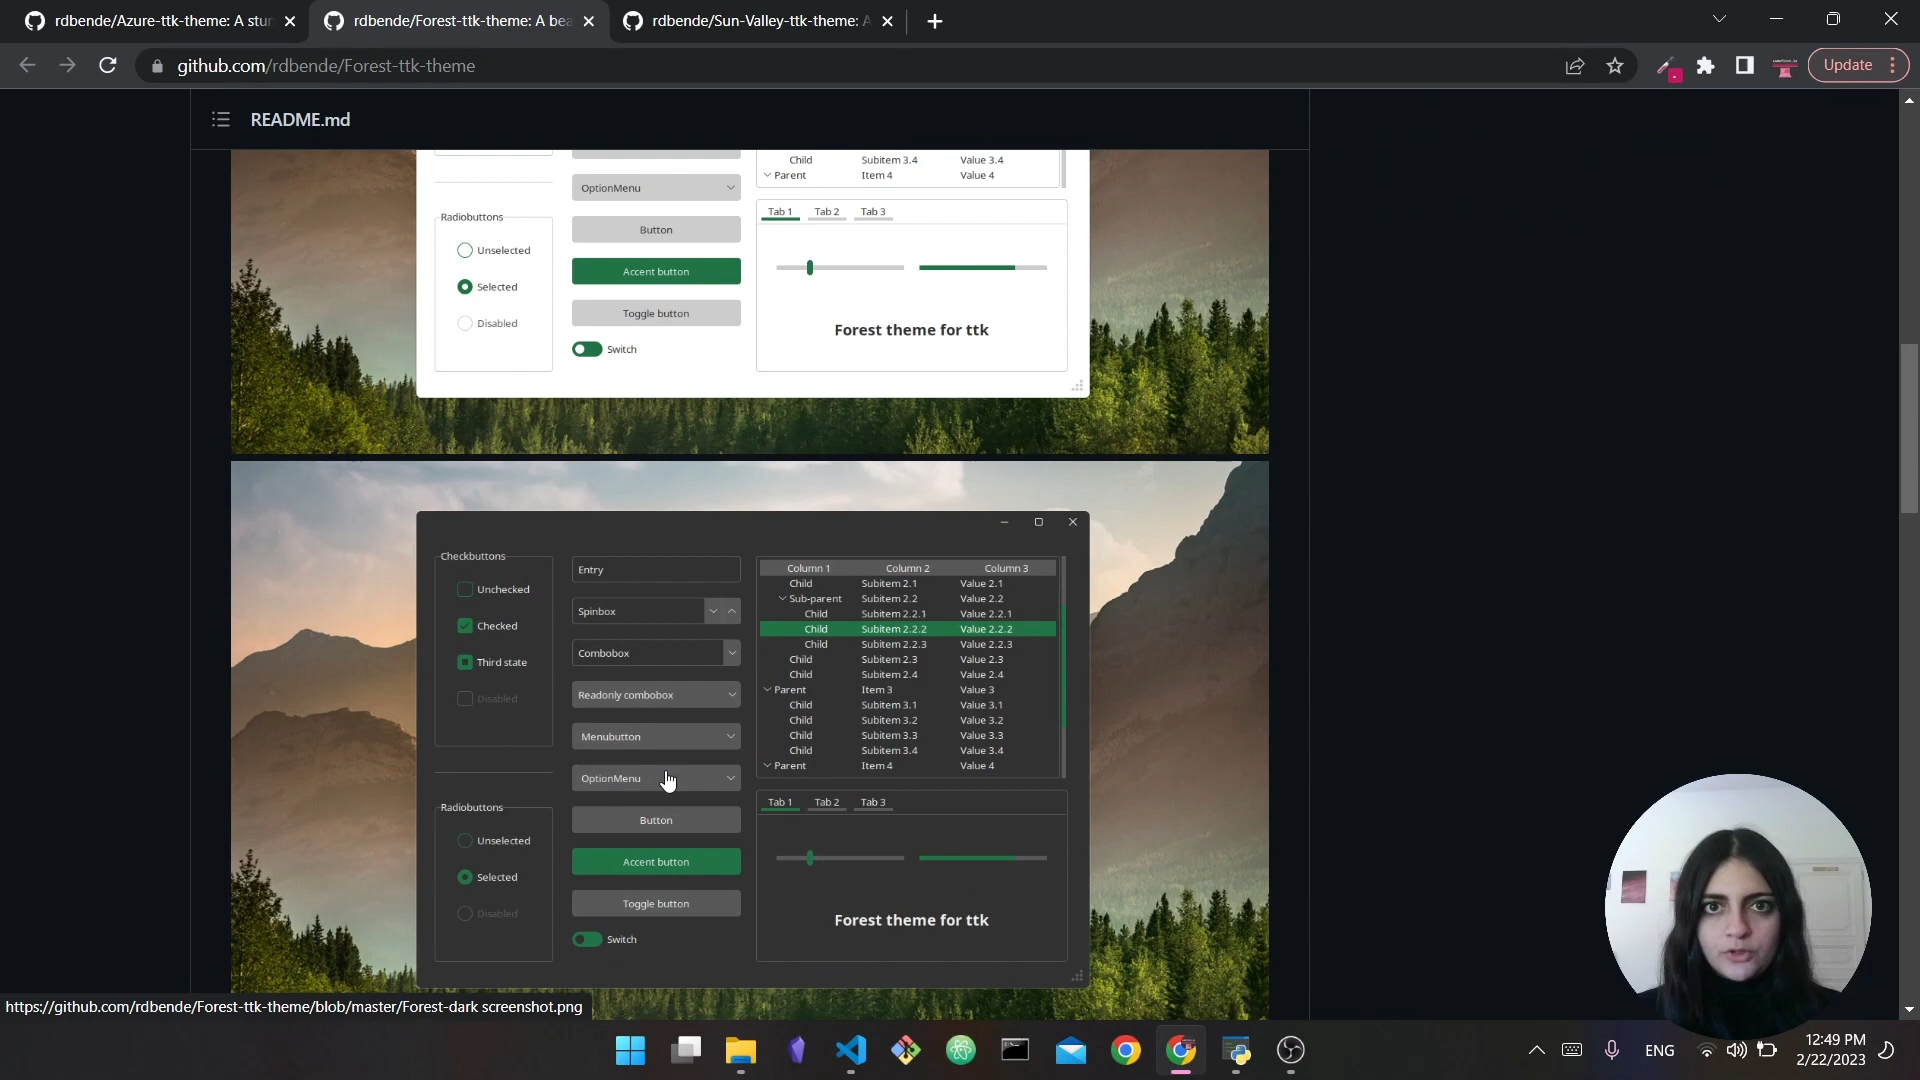 rdbende/Azure-ttk-theme: A stun
rdbende/Forest-ttk-theme: A bea
rdbende/Sun-Valley-ttk-theme: A
github.com/rdbende/Forest-ttk-theme
Update
README.md
Child Subitem 3.4 Value 3.4
Parent Item 4 Value 4
OptionMenu
Radiobuttons
Tab 1 Tab 2 Tab 3
Button
Unselected
Accent button
Selected
Toggle button
Disabled
Forest theme for ttk
Switch
Checkbuttons
Entry
Column 1 Column 2 Column 3
Child Subitem 2.1 Value 2.1
Unchecked
Sub-parent Subitem 2.2 Value 2.2
Spinbox
Child Subitem 2.2.1 Value 2.2.1
Checked
Child Subitem 2.2.2 Value 2.2.2
Child Subitem 2.2.3 Value 2.2.3
Combobox
Third state
Child Subitem 2.3 Value 2.3
Child Subitem 2.4 Value 2.4
Readonly combobox
Disabled
Parent Item 3 Value 3
Child Subitem 3.1 Value 3.1
Child Subitem 3.2 Value 3.2
Menubutton
Child Subitem 3.3 Value 3.3
Child Subitem 3.4 Value 3.4
Parent Item 4 Value 4
OptionMenu
Radiobuttons
Tab 1 Tab 2 Tab 3
Button
Unselected
Accent button
Selected
Toggle button
Disabled
Forest theme for ttk
Switch
https://github.com/rdbende/Forest-ttk-theme/blob/master/Forest-dark screenshot.png
ENG
12:49 PM
2/22/2023